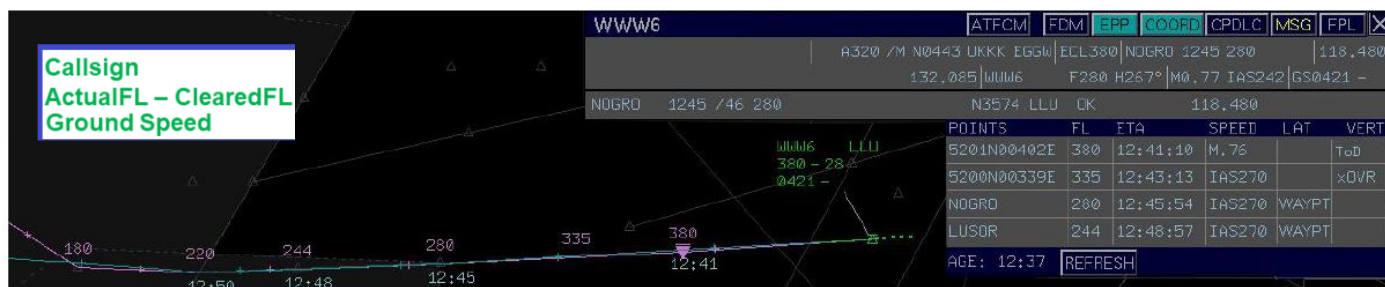 Callsign
ActualFL – ClearedFL
Ground Speed
WWW6 ATFCM FDM EPP COORD CPDLC MSG FPL X
A320 /M N0443 UKKK EGGW ECL380 NOGRO 1245 280 118.480
132.085 WWW6 F280 H267° M0.77 IAS242 GS0421 -
NOGRO 1245 /46 280 N3574 LLU OK 118.480
POINTS FL ETA SPEED LAT VERT
5201N00402E 380 12:41:10 M.76 ToD
5200N00339E 335 12:43:13 IAS270 xOVR
NOGRO 280 12:45:54 IAS270 WAYPT
LUSOR 244 12:48:57 IAS270 WAYPT
AGE: 12:37 REFRESH
WWW6 LLU
380 - 28
0421 -
180 220 244 280 335 380
12:50 12:48 12:45 12:41